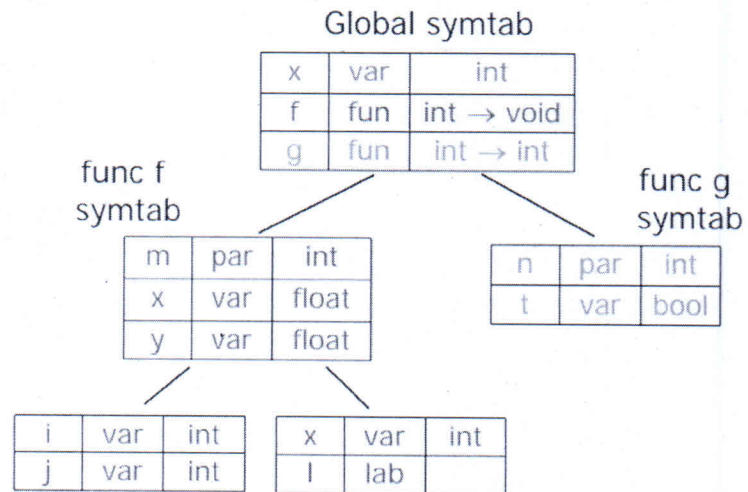 Global symtab
x var int
f fun int → void
g fun int → int
func f
symtab
func g
symtab
m par int
x var float
y var float
n par int
t var bool
i var int
j var int
x var int
l lab